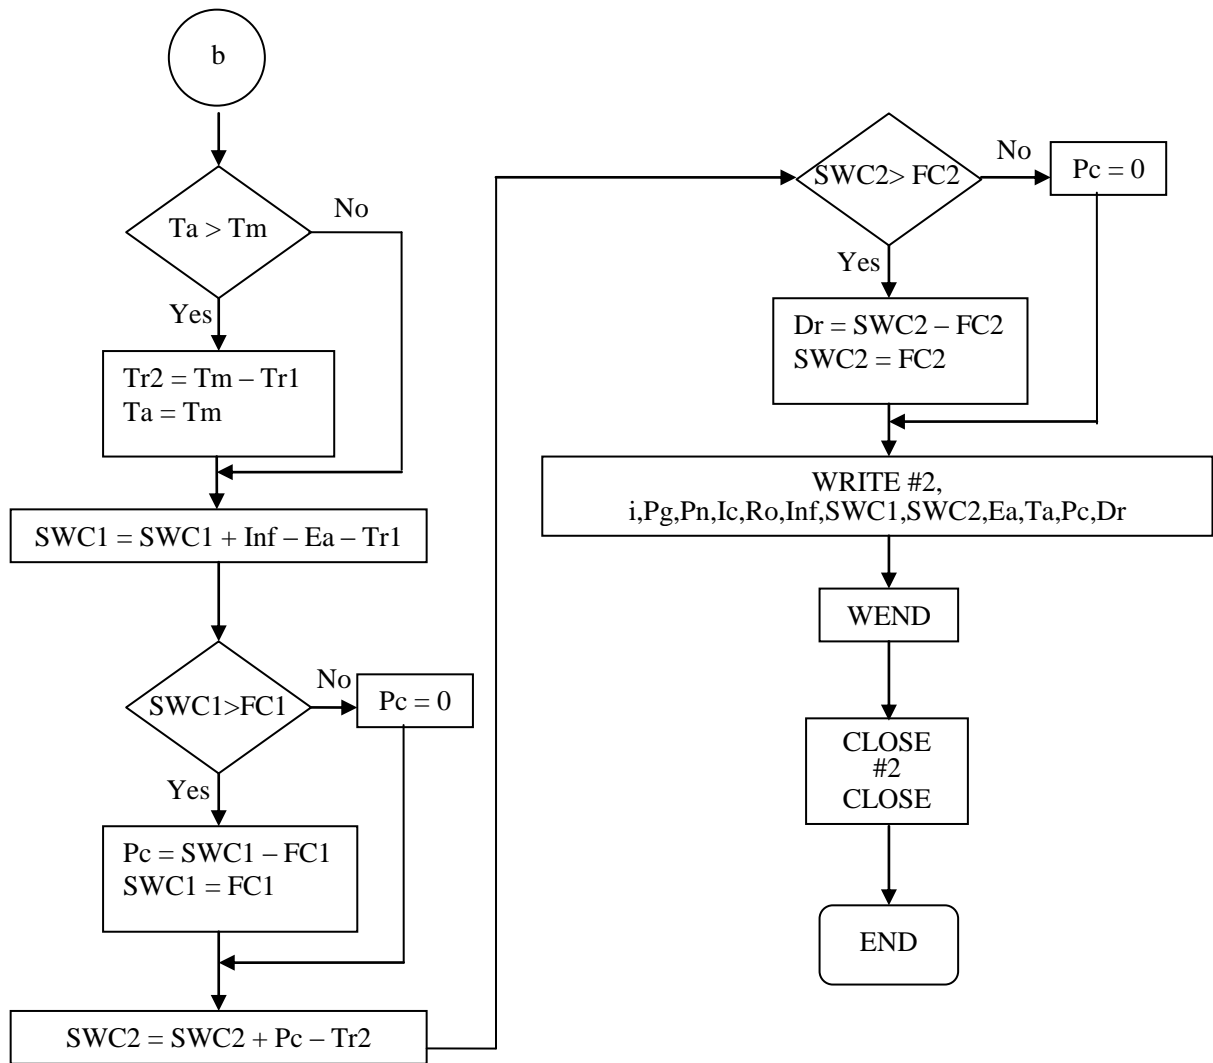 b
Ta > Tm
No
Yes
Tr2 = Tm – Tr1
Ta = Tm
SWC1 = SWC1 + Inf – Ea – Tr1
SWC1>FC1
No
Pc = 0
Yes
Pc = SWC1 – FC1
SWC1 = FC1
SWC2 = SWC2 + Pc – Tr2
SWC2> FC2
No
Pc = 0
Yes
Dr = SWC2 – FC2
SWC2 = FC2
WRITE #2,
i,Pg,Pn,Ic,Ro,Inf,SWC1,SWC2,Ea,Ta,Pc,Dr
WEND
CLOSE
#2
CLOSE
END